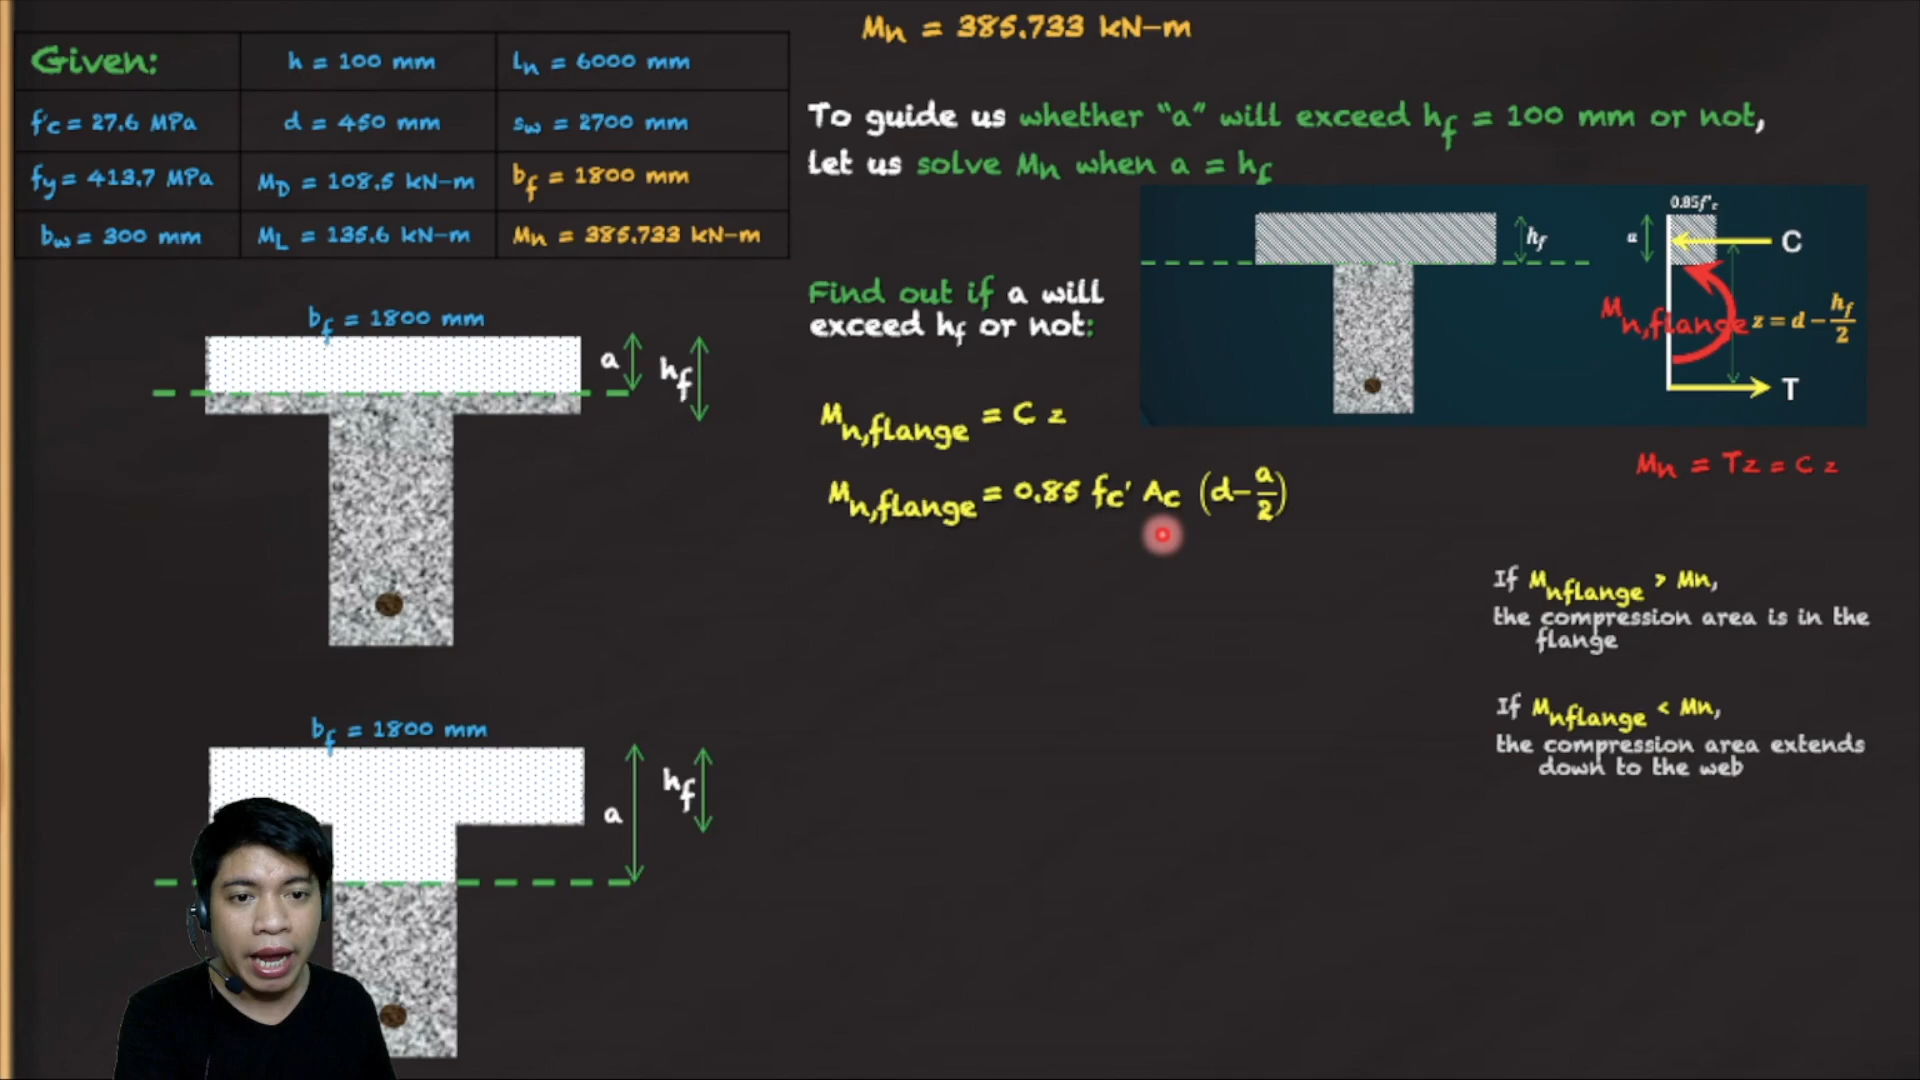 Mn = 385.733 kN-m
Given:
h = 100 mm
ln = 6000 mm
f'c = 27.6 MPa
d = 450 mm
sw = 2700 mm
fy = 413.7 MPa
MD = 108.5 kN-m
bf = 1800 mm
bw = 300 mm
ML = 135.6 kN-m
Mn = 385.733 kN-m
To guide us whether "a" will exceed hf = 100 mm or not,
let us solve Mn when a = hf
0.85f'c
hf
a
C
Mn,flange
z = d - hf/2
T
Find out if a will
exceed hf or not:
bf = 1800 mm
a
hf
Mn,flange = C z
Mn = Tz = C z
Mn,flange = 0.85 fc' Ac (d-a/2)
If Mnflange > Mn,
the compression area is in the
flange
If Mnflange < Mn,
the compression area extends
down to the web
bf = 1800 mm
a
hf